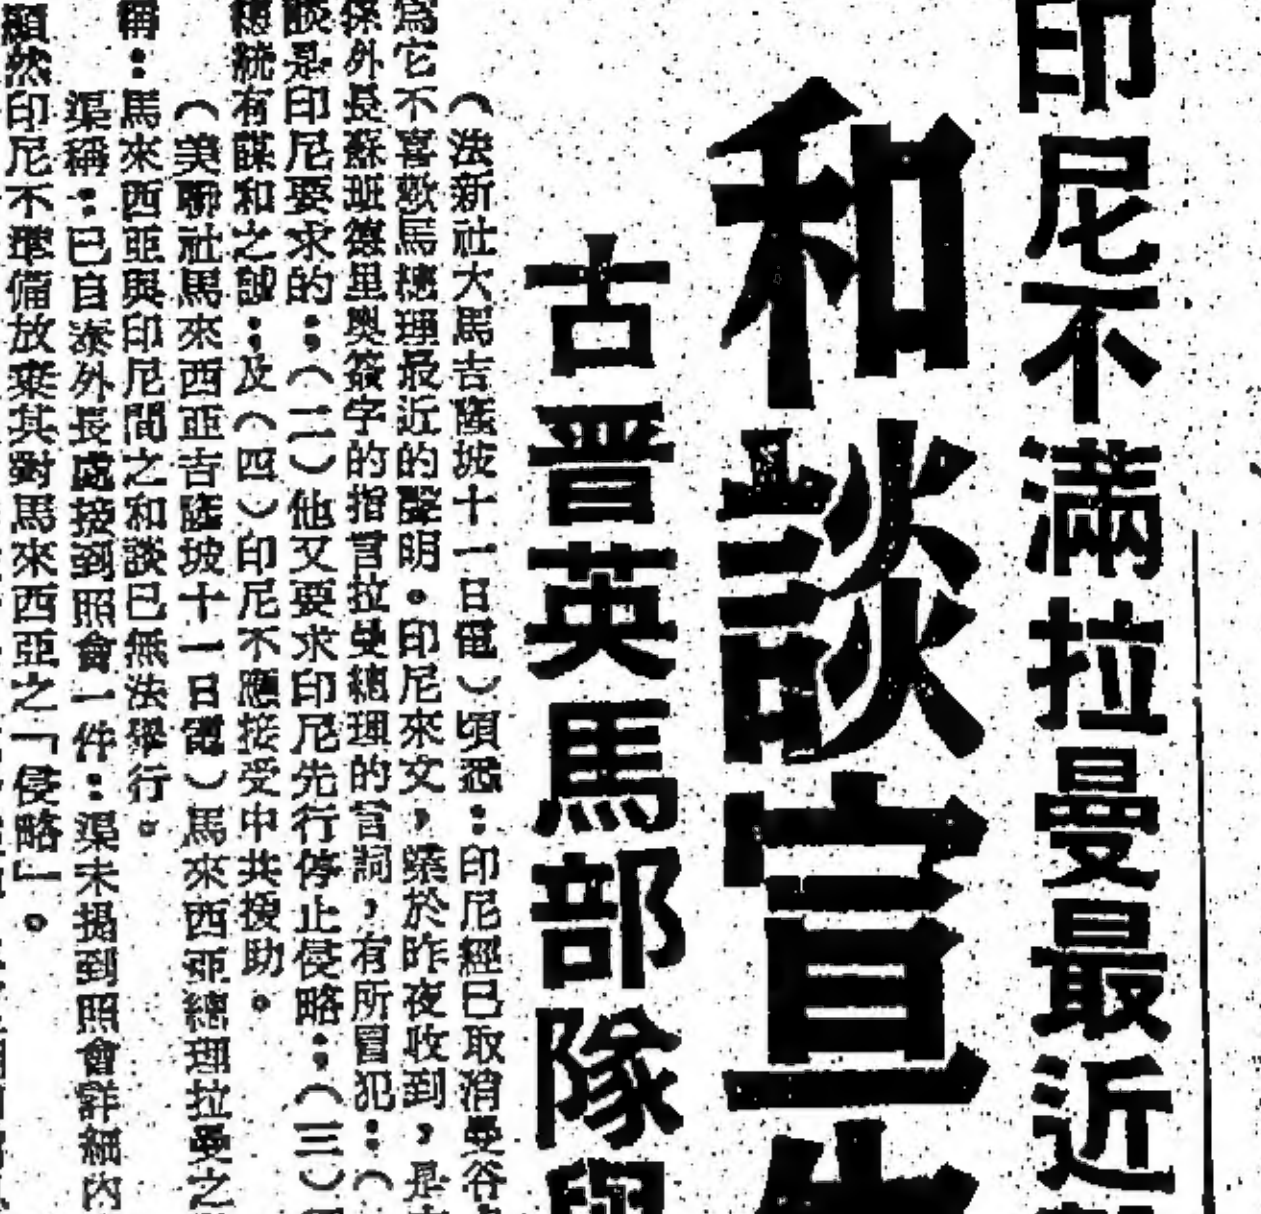 印尼不滿拉曼最近
和談宣告
古晋英馬部隊與
（法新社大馬吉隆坡十一日電）頃悉：印尼經已取消曼谷
為它不喜歡馬總理最近的聲明。印尼來文，係於昨夜收到，是
係外長蘇班德里奧簽字的指晋拉曼總理的言詞，有所冒犯：（
談是印尼要求的；（二）他又要求印尼先行停止侵略；（三）
總統有謀和之誠；及（四）印尼不應接受中共援助。
（美聯社馬來西亞吉隆坡十一日電）馬來西亞總理拉曼之
稱：馬來西亞與印尼間之和談已無法舉行。
渠稱：已自泰外長處接到照會一件：渠未提到照會詳細內
顯然印尼不準備放棄其對馬來西亞之「侵略」。